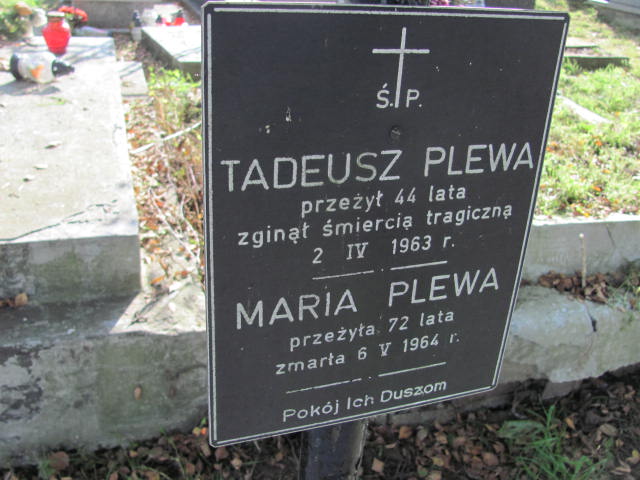 Ś.P.
TADEUSZ PLEWA
przeżył 44 lata
zginął śmiercią tragiczną
2 IV 1963 r.
MARIA PLEWA
przeżyła 72 lata
zmarła 6 V 1964 r.
Pokój Ich Duszom